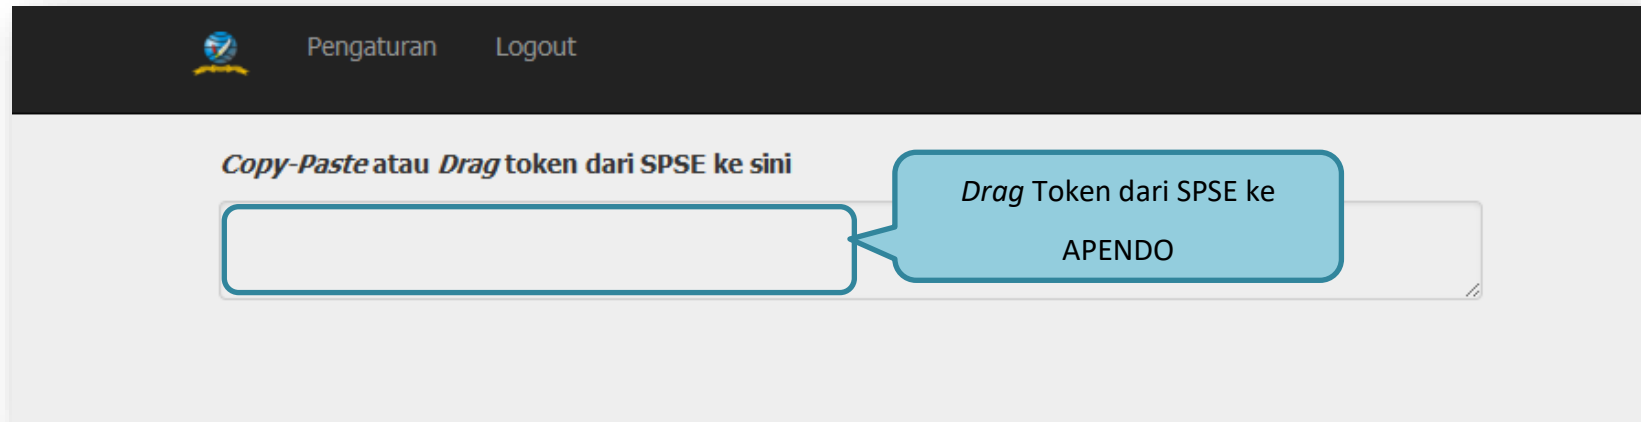 Pengaturan Logout
Copy-Paste atau Drag token dari SPSE ke sini
Drag Token dari SPSE ke
APENDO